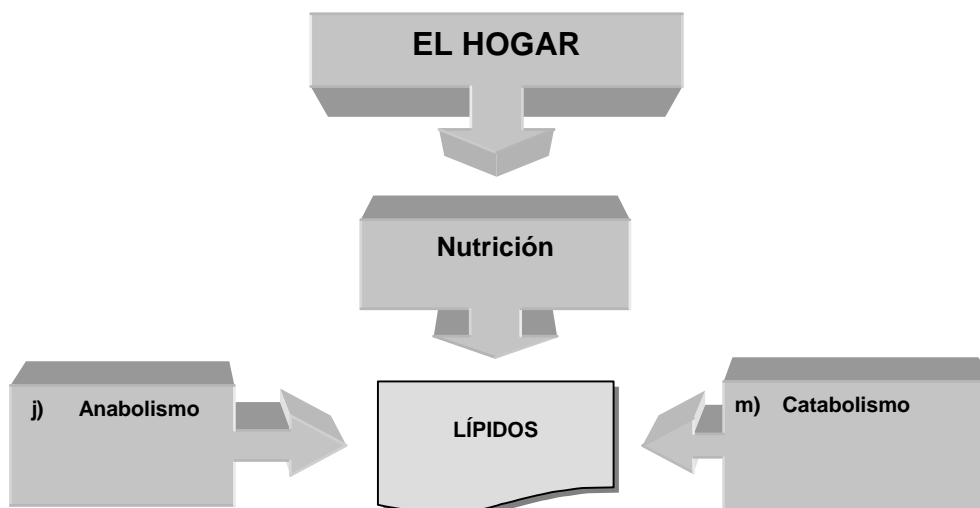 EL HOGAR
Nutrición
j) Anabolismo
LÍPIDOS
m) Catabolismo